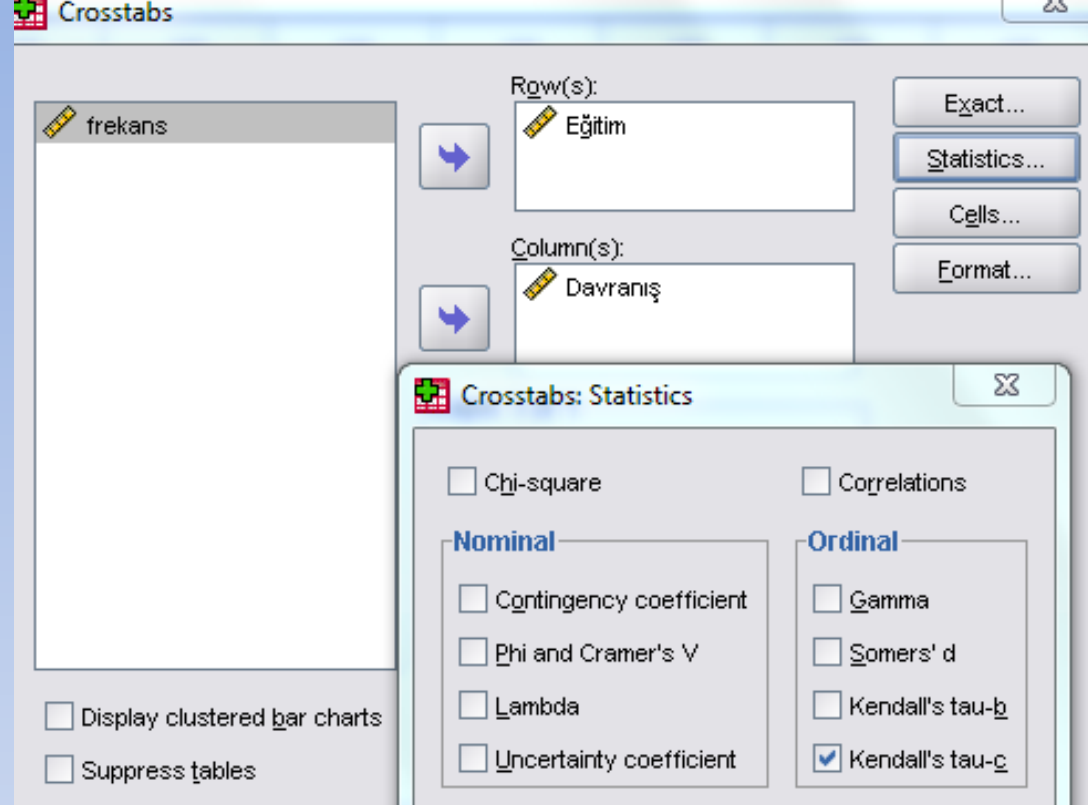 Crosstabs
Row(s):
frekans
Eğitim
Exact...
Statistics...
Cells...
Column(s):
Format...
Davranış
Crosstabs: Statistics
Chi-square
Correlations
Nominal
Ordinal
Contingency coefficient
Gamma
Phi and Cramer's V
Somers' d
Lambda
Kendall's tau-b
Uncertainty coefficient
Kendall's tau-c
Display clustered bar charts
Suppress tables